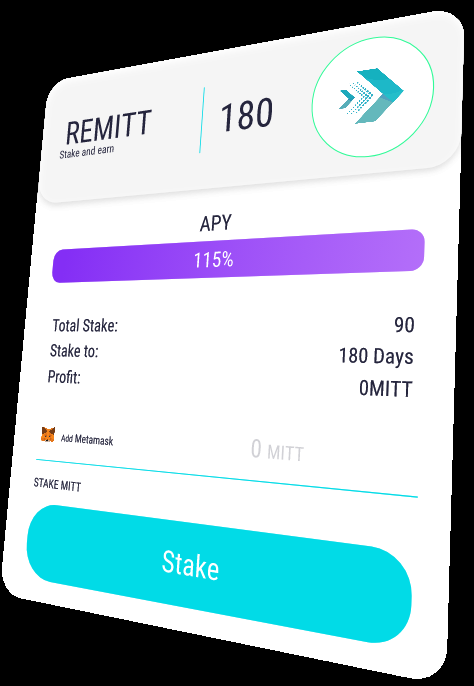 REMITT
Stake and earn
180
APY
115%
Total Stake: 90
Stake to: 180 Days
Profit: 0MITT
Add Metamask
0 MITT
STAKE MITT
Stake